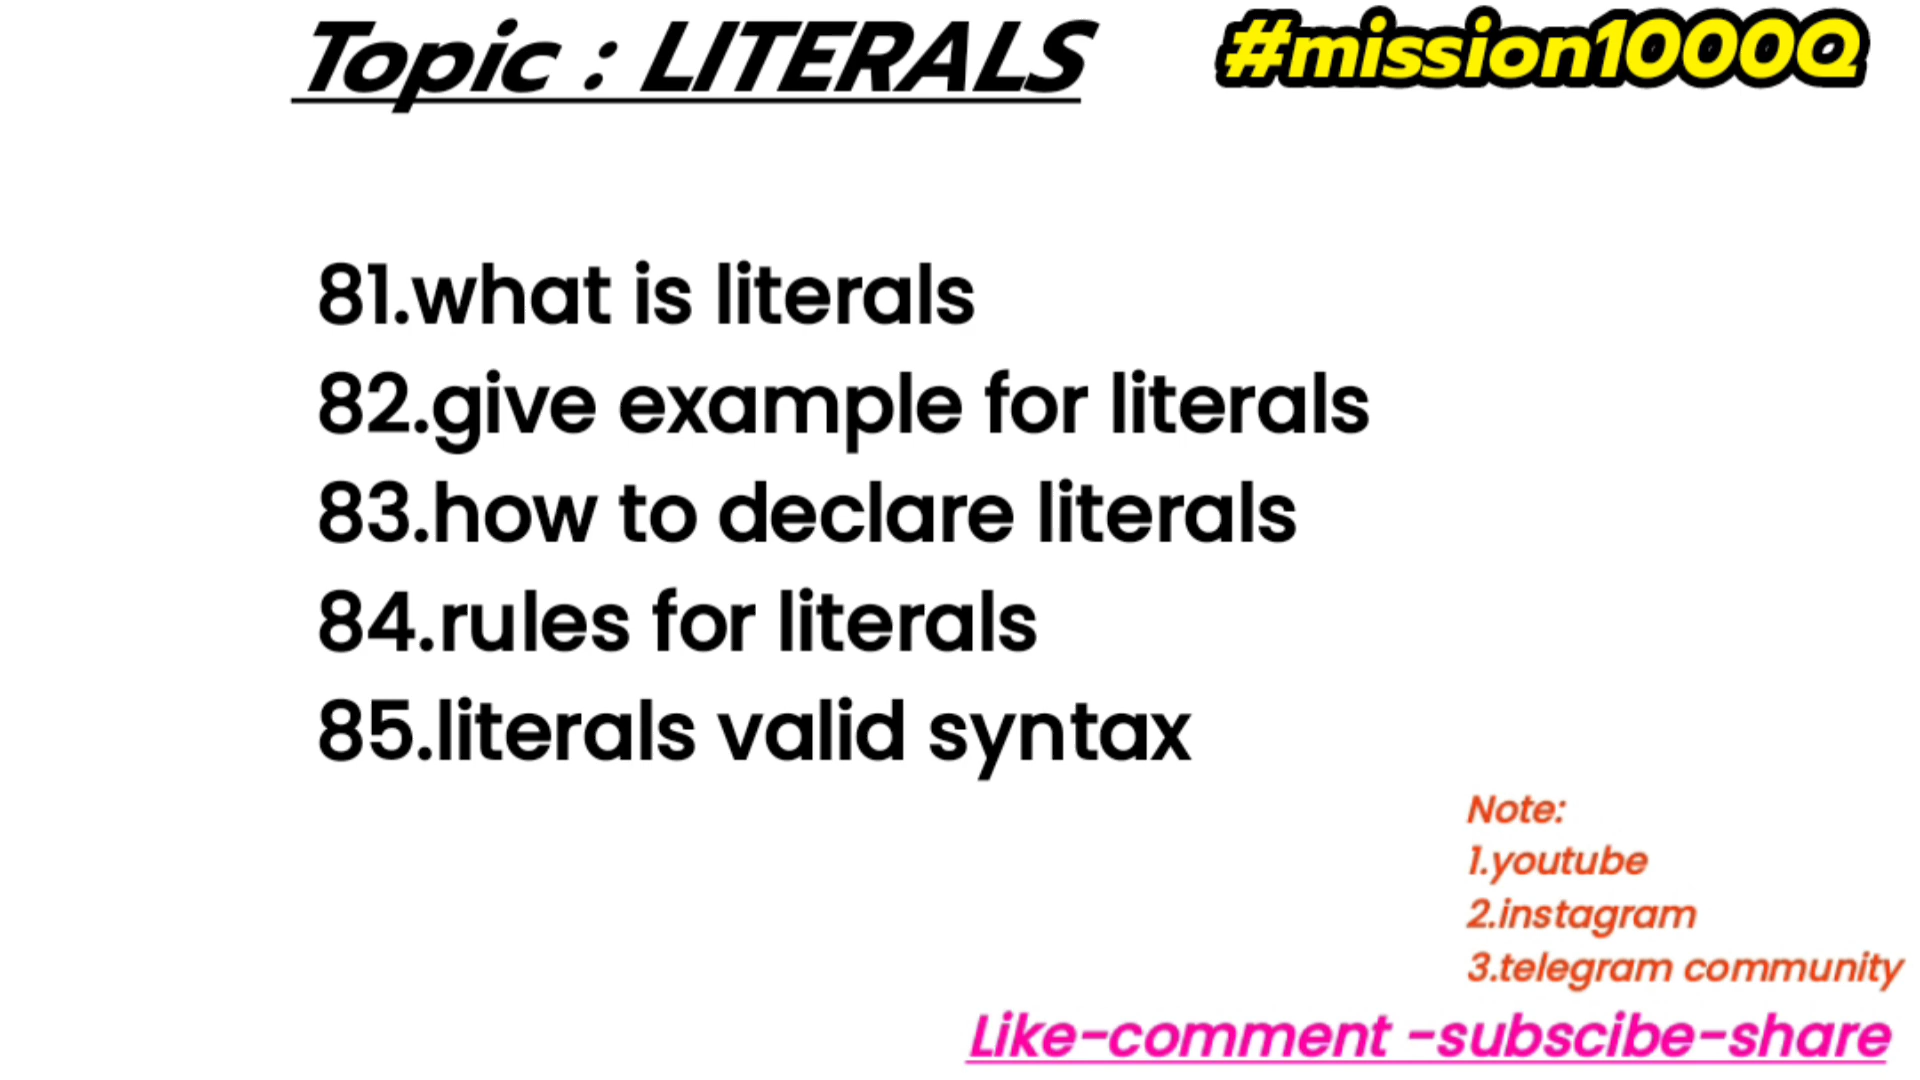 Topic : LITERALS
#mission1000Q
81.what is literals
82.give example for literals
83.how to declare literals
84.rules for literals
85.literals valid syntax
Note:
1.youtube
2.instagram
3.telegram community
Like-comment -subscibe-share